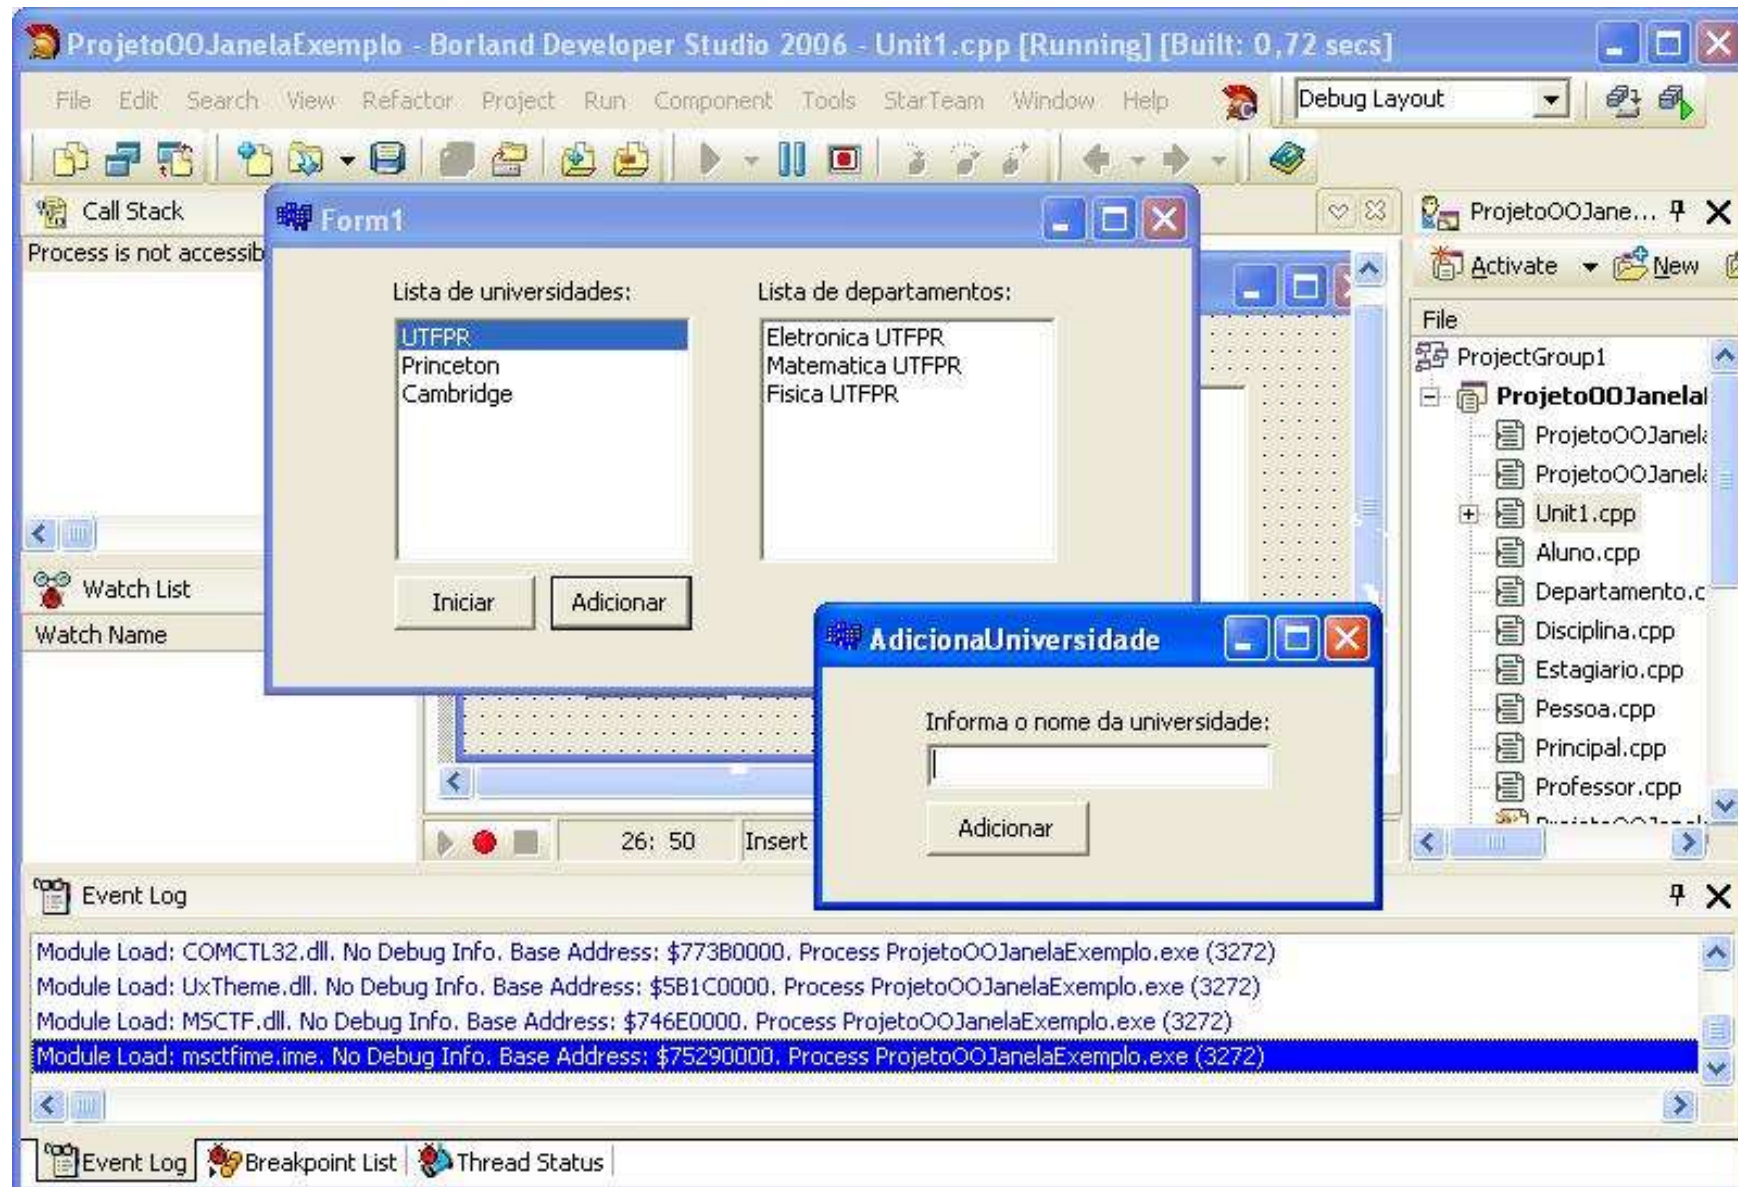 ProjetoOOJanelaExemplo - Borland Developer Studio 2006 - Unit1.cpp [Running] [Built: 0,72 secs]
File Edit Search View Refactor Project Run Component Tools StarTeam Window Help
Debug Layout
Call Stack
Process is not accessib
Form1
Lista de universidades:
UTFPR
Princeton
Cambridge
Lista de departamentos:
Eletronica UTFPR
Matematica UTFPR
Fisica UTFPR
Iniciar
Adicionar
Watch List
Watch Name
AdicionaUniversidade
Informa o nome da universidade:
Adicionar
26: 50
Insert
ProjetoOOJane...
Activate
New
File
ProjectGroup1
ProjetoOOJanela
ProjetoOOJanela
ProjetoOOJanela
Unit1.cpp
Aluno.cpp
Departamento.c
Disciplina.cpp
Estagiario.cpp
Pessoa.cpp
Principal.cpp
Professor.cpp
Event Log
Module Load: COMCTL32.dll. No Debug Info. Base Address: $773B0000. Process ProjetoOOJanelaExemplo.exe (3272)
Module Load: UxTheme.dll. No Debug Info. Base Address: $5B1C0000. Process ProjetoOOJanelaExemplo.exe (3272)
Module Load: MSCTF.dll. No Debug Info. Base Address: $746E0000. Process ProjetoOOJanelaExemplo.exe (3272)
Module Load: msctfime.ime. No Debug Info. Base Address: $75290000. Process ProjetoOOJanelaExemplo.exe (3272)
Event Log
Breakpoint List
Thread Status